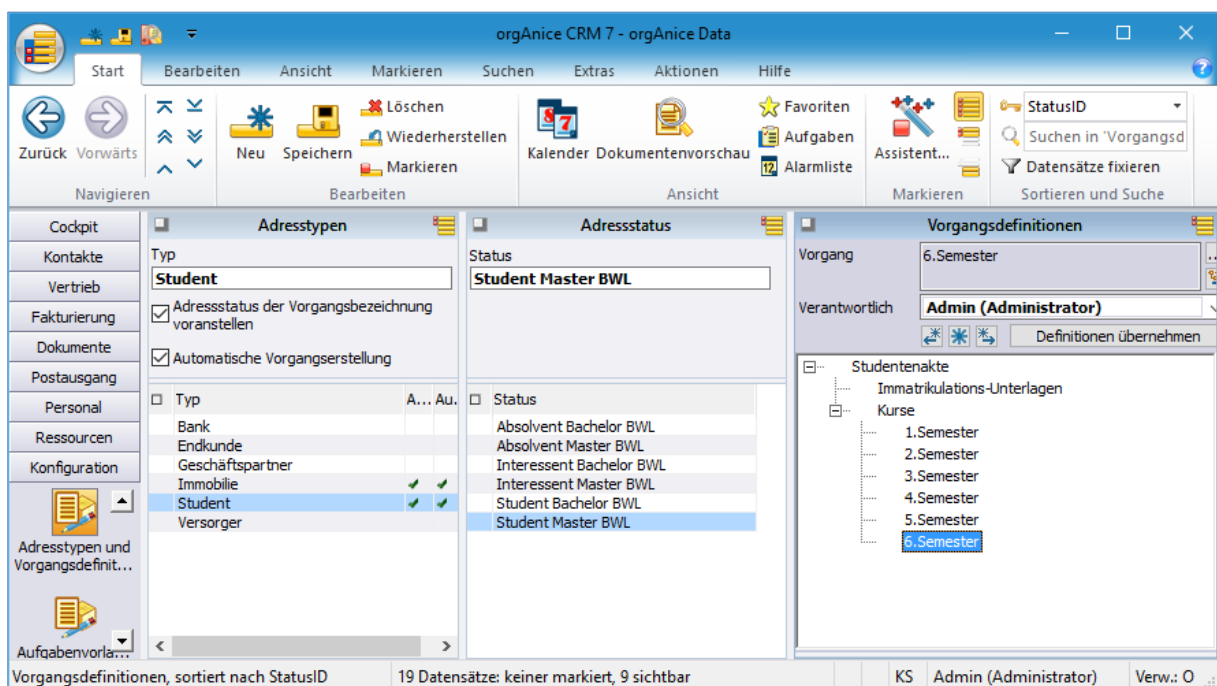 orgAnice CRM 7 - orgAnice Data
Start Bearbeiten Ansicht Markieren Suchen Extras Aktionen Hilfe
Löschen Favoriten StatusID
Wiederherstellen Aufgaben Suchen in 'Vorgangsd
Zurück Vorwärts Neu Speichern Markieren Kalender Dokumentenvorschau Alarmliste Assistent... Datensätze fixieren
Navigieren Bearbeiten Ansicht Markieren Sortieren und Suche
Cockpit
Kontakte
Vertrieb
Fakturierung
Dokumente
Postausgang
Personal
Ressourcen
Konfiguration
Adresstypen und
Vorgangsdefinit...
Aufgabenvorla...
Adresstypen
Typ
Student
Adressstatus der Vorgangsbezeichnung
voranstellen
Automatische Vorgangserstellung
Typ A... Au.
Bank
Endkunde
Geschäftspartner
Immobilie
Student
Versorger
Adressstatus
Status
Student Master BWL
Status
Absolvent Bachelor BWL
Absolvent Master BWL
Interessent Bachelor BWL
Interessent Master BWL
Student Bachelor BWL
Student Master BWL
Vorgangsdefinitionen
Vorgang 6.Semester ..
Verantwortlich Admin (Administrator)
Definitionen übernehmen
Studentenakte
Immatrikulations-Unterlagen
Kurse
1.Semester
2.Semester
3.Semester
4.Semester
5.Semester
6.Semester
Vorgangsdefinitionen, sortiert nach StatusID 19 Datensätze: keiner markiert, 9 sichtbar KS Admin (Administrator) Verw.: O